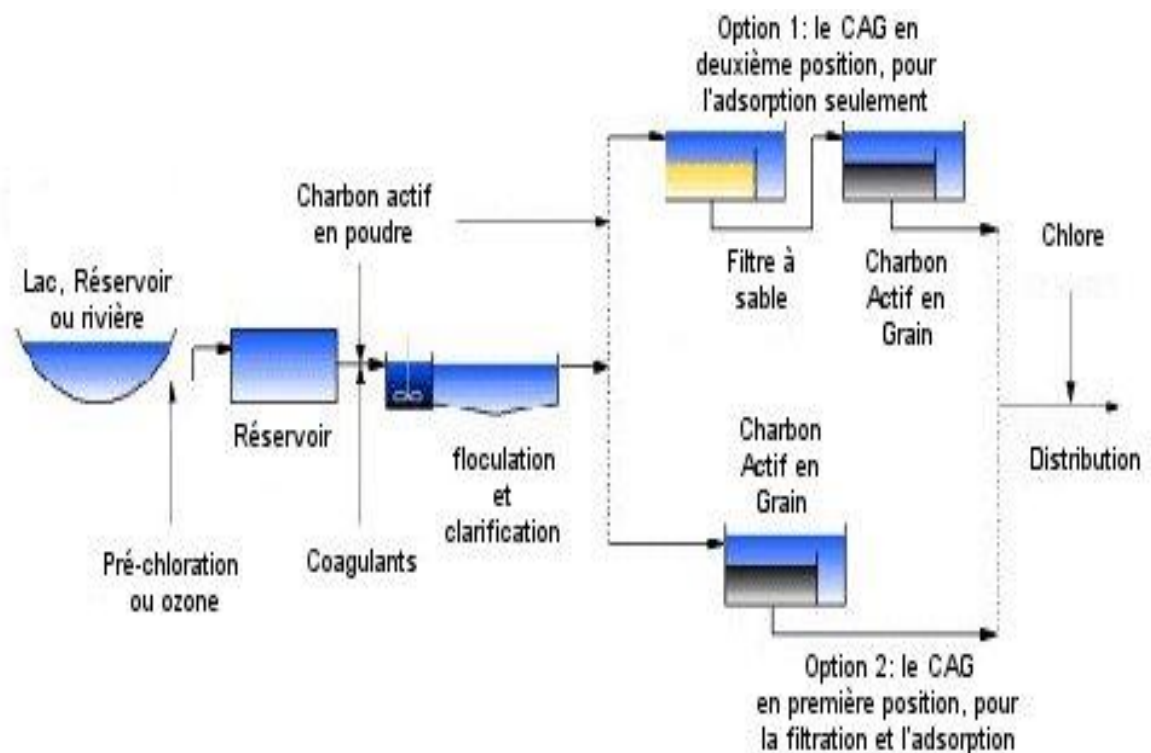 Option 1: le CAG en
deuxième position, pour
l'adsorption seulement
Charbon actif
en poudre
Chlore
Filtre à
sable
Charbon
Actif en
Grain
Lac, Réservoir
ou rivière
Réservoir
floculation
et
clarification
Charbon
Actif en
Grain
Distribution
Pré-chloration
ou ozone
Coagulants
Option 2: le CAG
en première position, pour
la filtration et l'adsorption